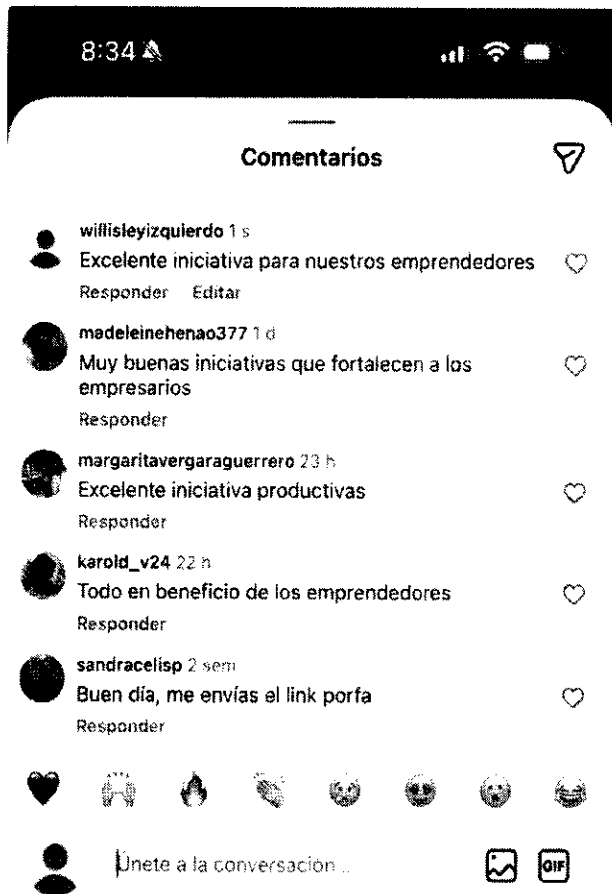 8:34
Comentarios
willisleyizquierdo 1 s
Excelente iniciativa para nuestros emprendedores
Responder Editar
madeleinehenao377 1 d
Muy buenas iniciativas que fortalecen a los
empresarios
Responder
margaritavergaraguerrero 23 h
Excelente iniciativa productivas
Responder
karold_v24 22 h
Todo en beneficio de los emprendedores
Responder
sandracelisp 2 sem
Buen día, me envías el link porfa
Responder
Únete a la conversación...
GIF